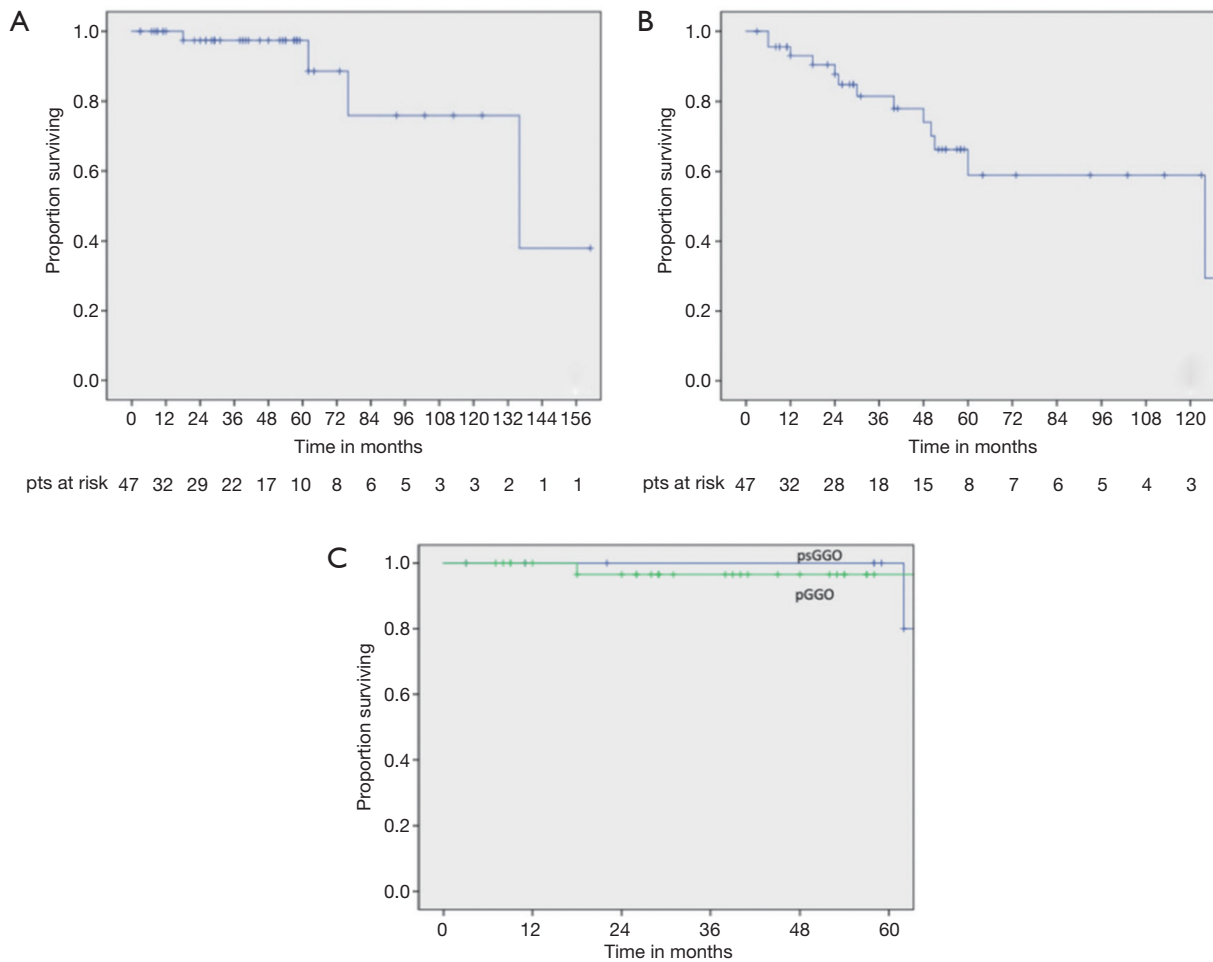 A
1.0
0.8
0.6
0.4
0.2
0.0
Proportion surviving
0 12 24 36 48 60 72 84 96 108 120 132 144 156
Time in months
pts at risk 47 32 29 22 17 10 8 6 5 3 3 2 1 1
B
1.0
0.8
0.6
0.4
0.2
0.0
Proportion surviving
0 12 24 36 48 60 72 84 96 108 120
Time in months
pts at risk 47 32 28 18 15 8 7 6 5 4 3
C
1.0
0.8
0.6
0.4
0.2
0.0
Proportion surviving
psGGO
pGGO
0 12 24 36 48 60
Time in months